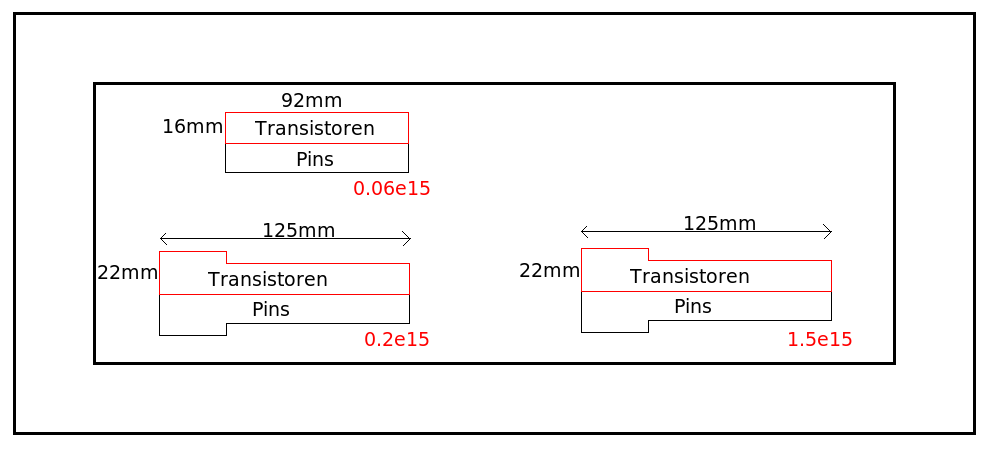 92mm
16mm
Transistoren
Pins
0.06e15
125mm
22mm
Transistoren
Pins
0.2e15
125mm
22mm
Transistoren
Pins
1.5e15